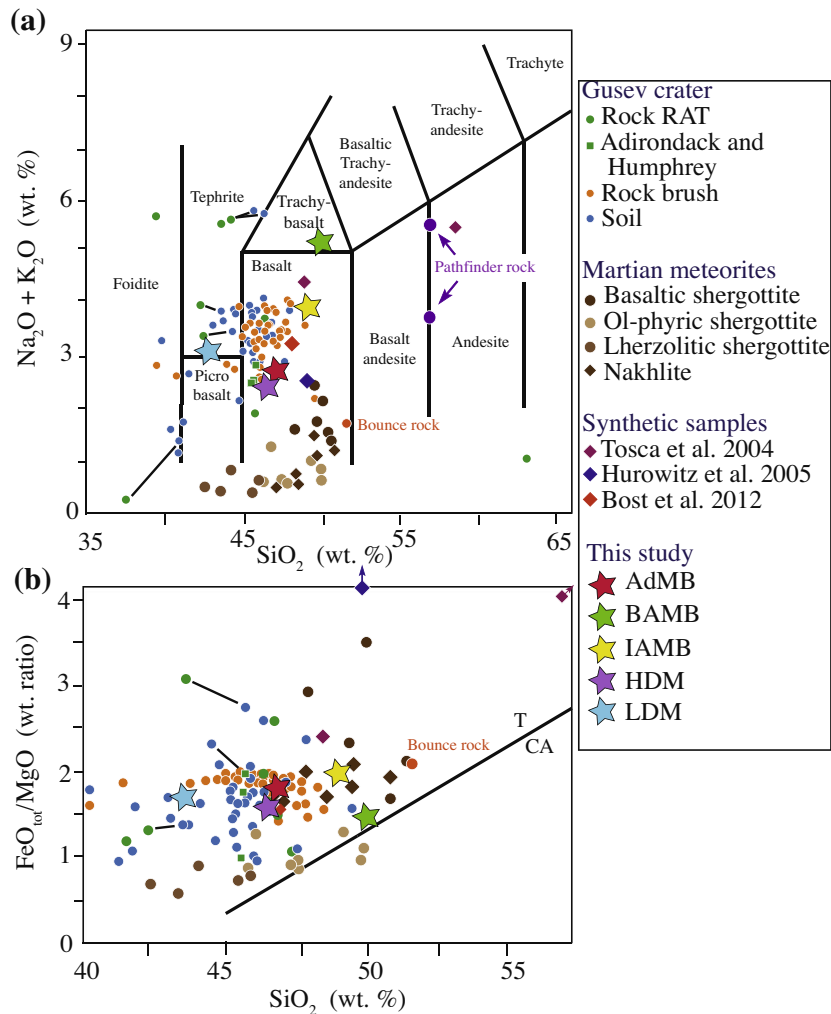 (a)
Na2O + K2O (wt. %)
9
6
3
0
35
45
55
65
SiO2 (wt. %)
Foidite
Tephrite
Picro
basalt
Trachy-
basalt
Basalt
Basaltic
Trachy-
andesite
Trachy-
andesite
Trachyte
Pathfinder rock
Basalt
andesite
Andesite
Bounce rock
(b)
FeOtot/MgO (wt. ratio)
4
3
2
1
0
40
45
50
55
SiO2 (wt. %)
T
CA
Bounce rock
Gusev crater
Rock RAT
Adirondack and
Humphrey
Rock brush
Soil
Martian meteorites
Basaltic shergottite
Ol-phyric shergottite
Lherzolitic shergottite
Nakhlite
Synthetic samples
Tosca et al. 2004
Hurowitz et al. 2005
Bost et al. 2012
This study
AdMB
BAMB
IAMB
HDM
LDM